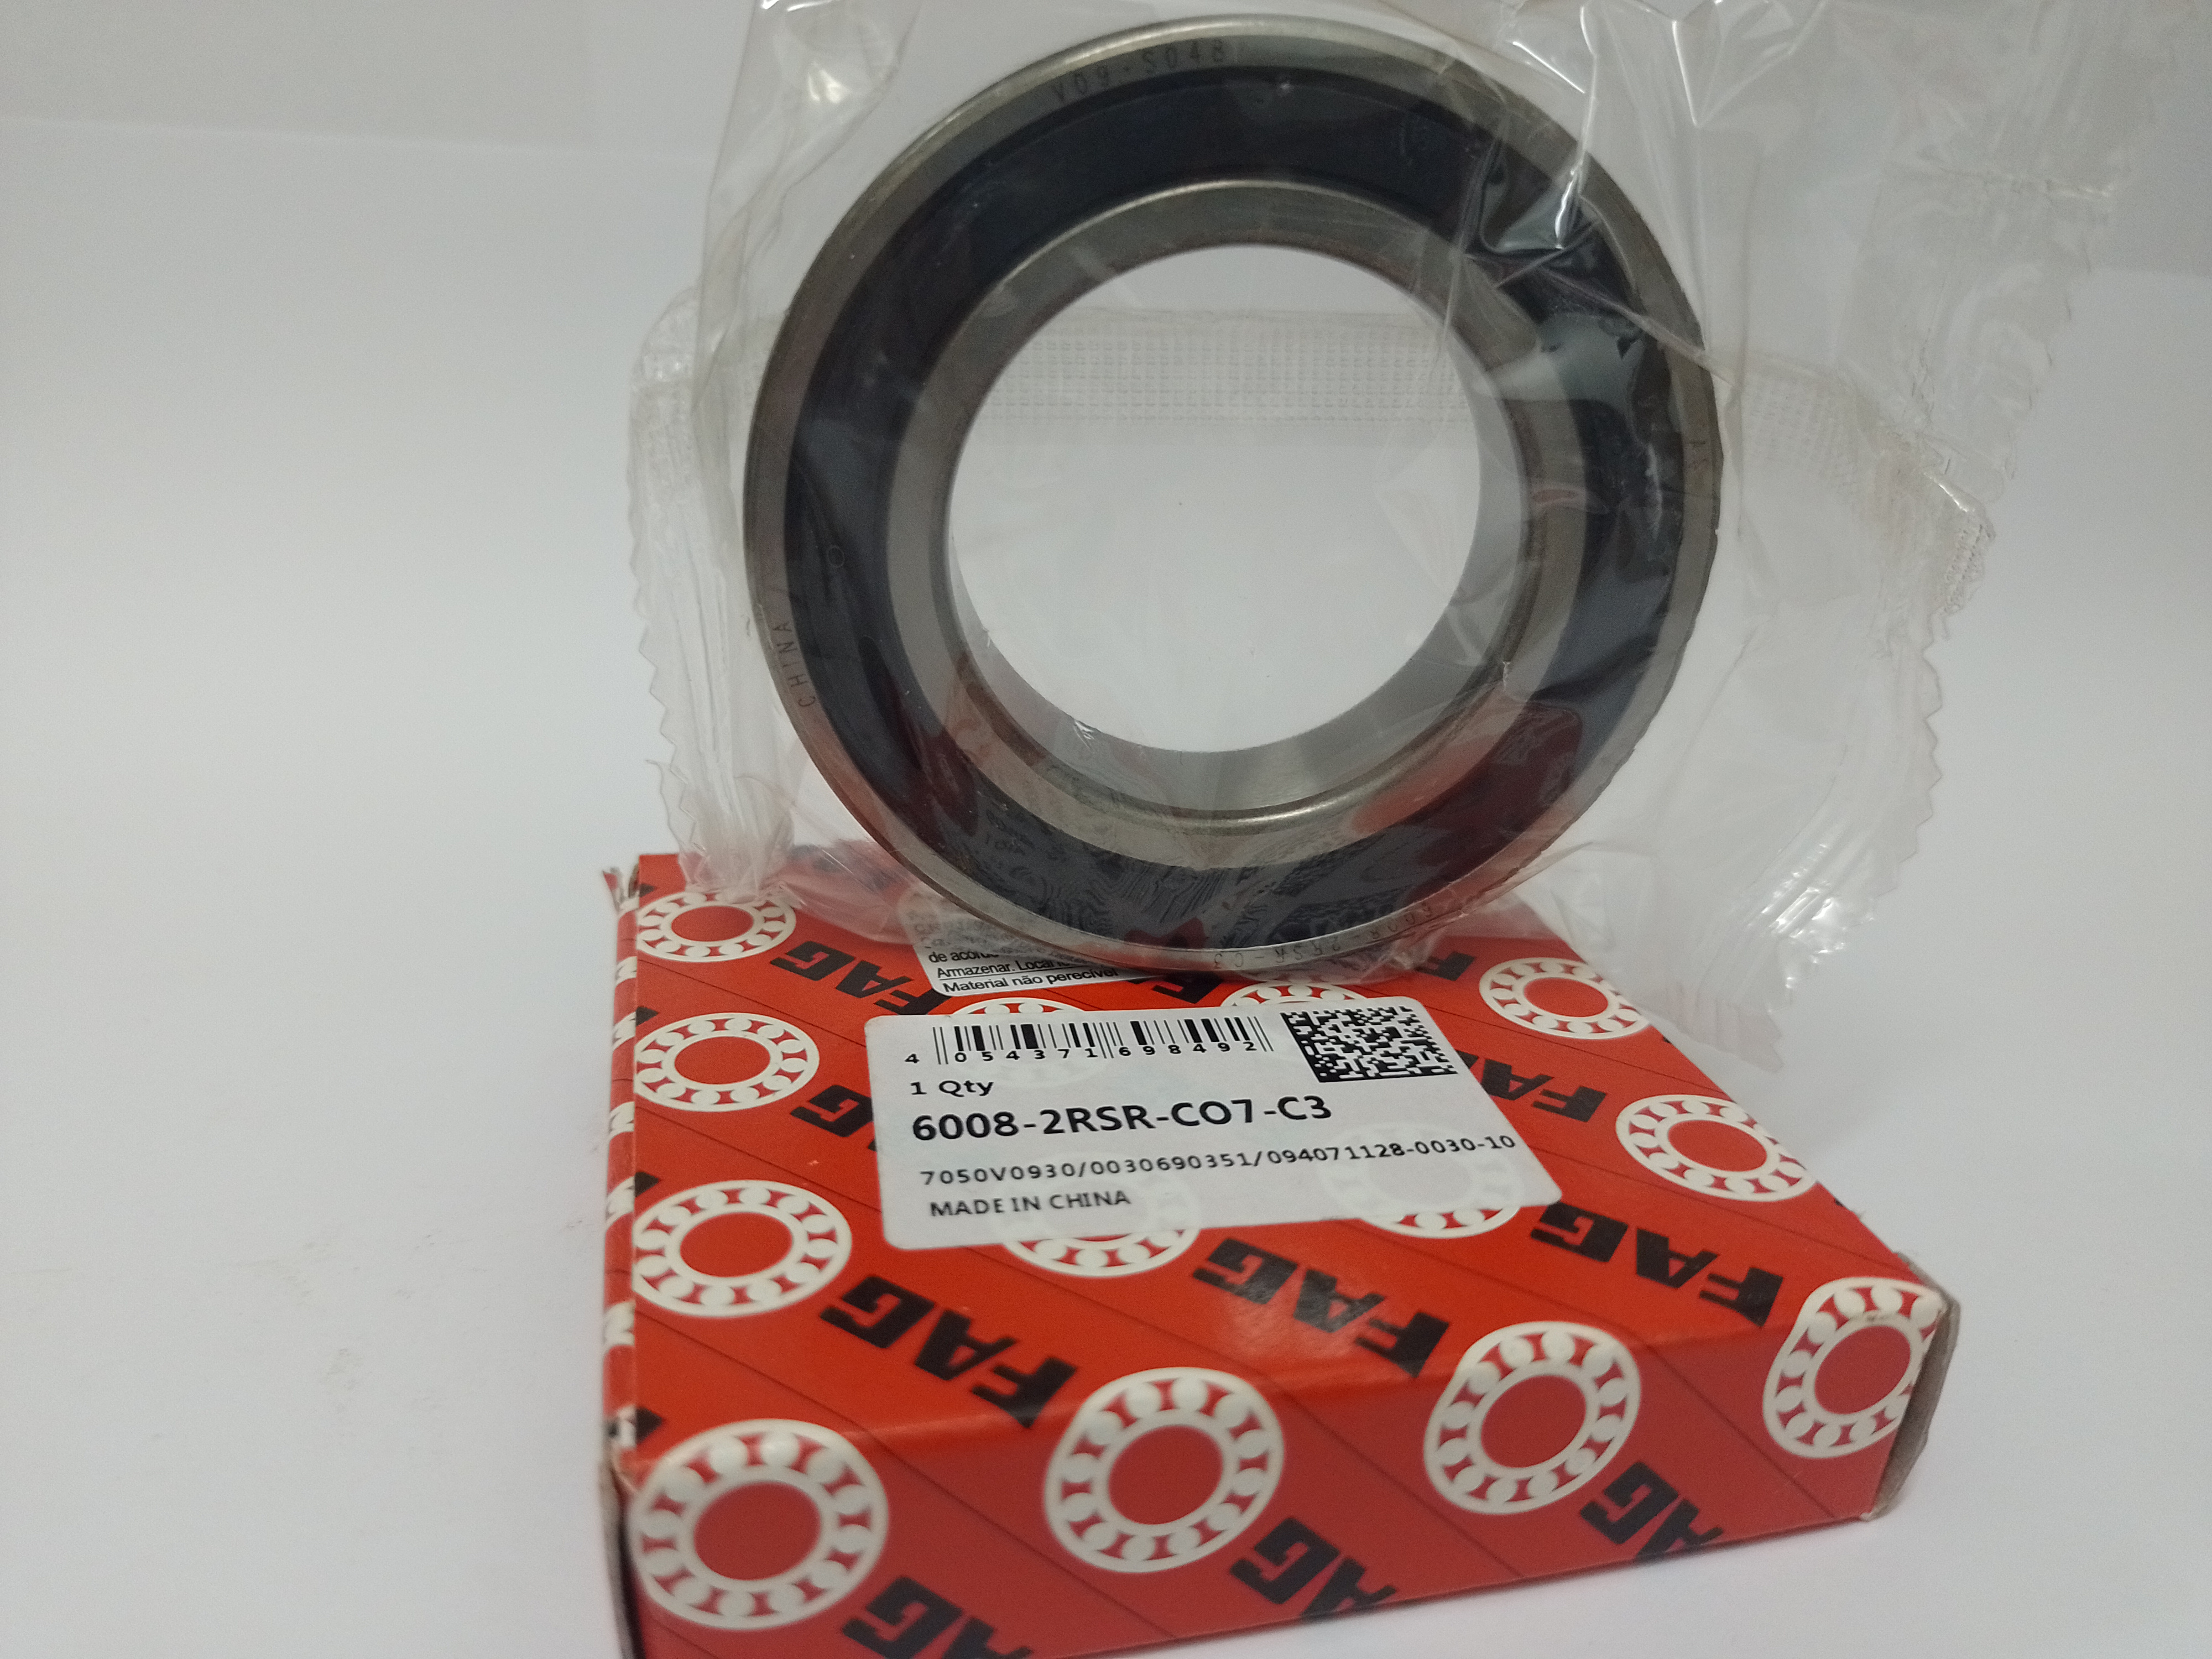 V09·S048
CHINA
6008-2RSR-C3
de acordo
Armazenar. Local
Material não perecível
4 054371 698492
1 Qty
6008-2RSR-CO7-C3
7050V0930/0030690351/094071128-0030-10
MADE IN CHINA
FAG
FAG
FAG
FAG
FAG
FAG
FAG
FAG
FAG